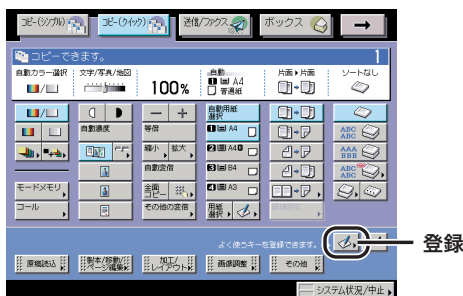 ｺﾋﾟｰ(ｼﾝﾌﾟﾙ) ｺﾋﾟｰ(ｸｲｯｸ) 送信/ﾌｧｸｽ ボックス
コピーできます。 1
自動カラー選択 文字/写真/地図 100% 自動 A4 普通紙 片面▶片面 ソートなし
自動用紙選択
自動濃度 等倍 1 A4 ABC
縮小 拡大 2 A4 AAA BBB
自動変倍 3 B4 ABC
モードメモリ 全面コピー 4 A3
コール その他の変倍 用紙選択
よく使うキーを登録できます。 登録
原稿読込 製本/移動/ページ編集 加工/レイアウト 画像調整 その他
システム状況/中止